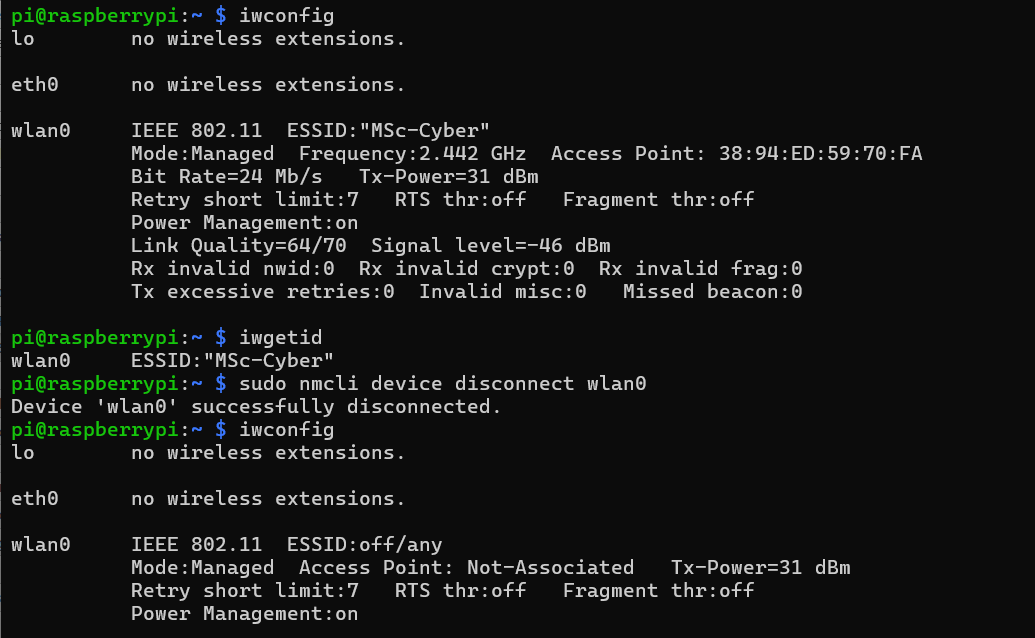 pi@raspberrypi:~ $ iwconfig
lo        no wireless extensions.
eth0      no wireless extensions.
wlan0     IEEE 802.11  ESSID:"MSc-Cyber"
          Mode:Managed  Frequency:2.442 GHz  Access Point: 38:94:ED:59:70:FA
          Bit Rate=24 Mb/s   Tx-Power=31 dBm
          Retry short limit:7   RTS thr:off   Fragment thr:off
          Power Management:on
          Link Quality=64/70  Signal level=-46 dBm
          Rx invalid nwid:0  Rx invalid crypt:0  Rx invalid frag:0
          Tx excessive retries:0  Invalid misc:0   Missed beacon:0
pi@raspberrypi:~ $ iwgetid
wlan0     ESSID:"MSc-Cyber"
pi@raspberrypi:~ $ sudo nmcli device disconnect wlan0
Device 'wlan0' successfully disconnected.
pi@raspberrypi:~ $ iwconfig
lo        no wireless extensions.
eth0      no wireless extensions.
wlan0     IEEE 802.11  ESSID:off/any
          Mode:Managed  Access Point: Not-Associated   Tx-Power=31 dBm
          Retry short limit:7   RTS thr:off   Fragment thr:off
          Power Management:on